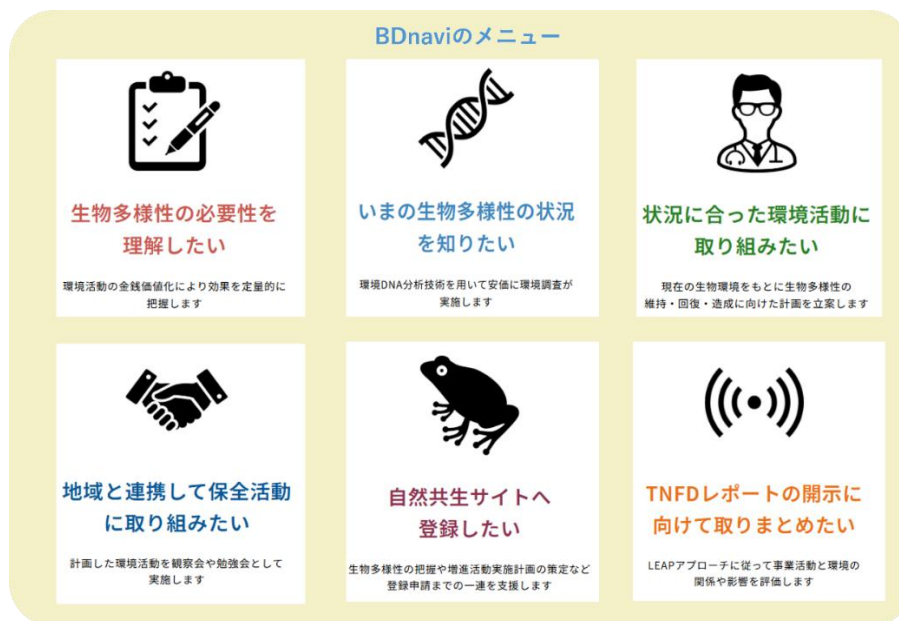 BDnaviのメニュー
生物多様性の必要性を
理解したい
環境活動の金銭価値化により効果を定量的に
把握します
いまの生物多様性の状況
を知りたい
環境DNA分析技術を用いて安価に環境調査が
実施します
状況に合った環境活動に
取り組みたい
現在の生物環境をもとに生物多様性の
維持・回復・造成に向けた計画を立案します
地域と連携して保全活動
に取り組みたい
計画した環境活動を観察会や勉強会として
実施します
自然共生サイトへ
登録したい
生物多様性の把握や増進活動実施計画の策定など
登録申請までの一連を支援します
TNFDレポートの開示に
向けて取りまとめたい
LEAPアプローチに従って事業活動と環境の
関係や影響を評価します